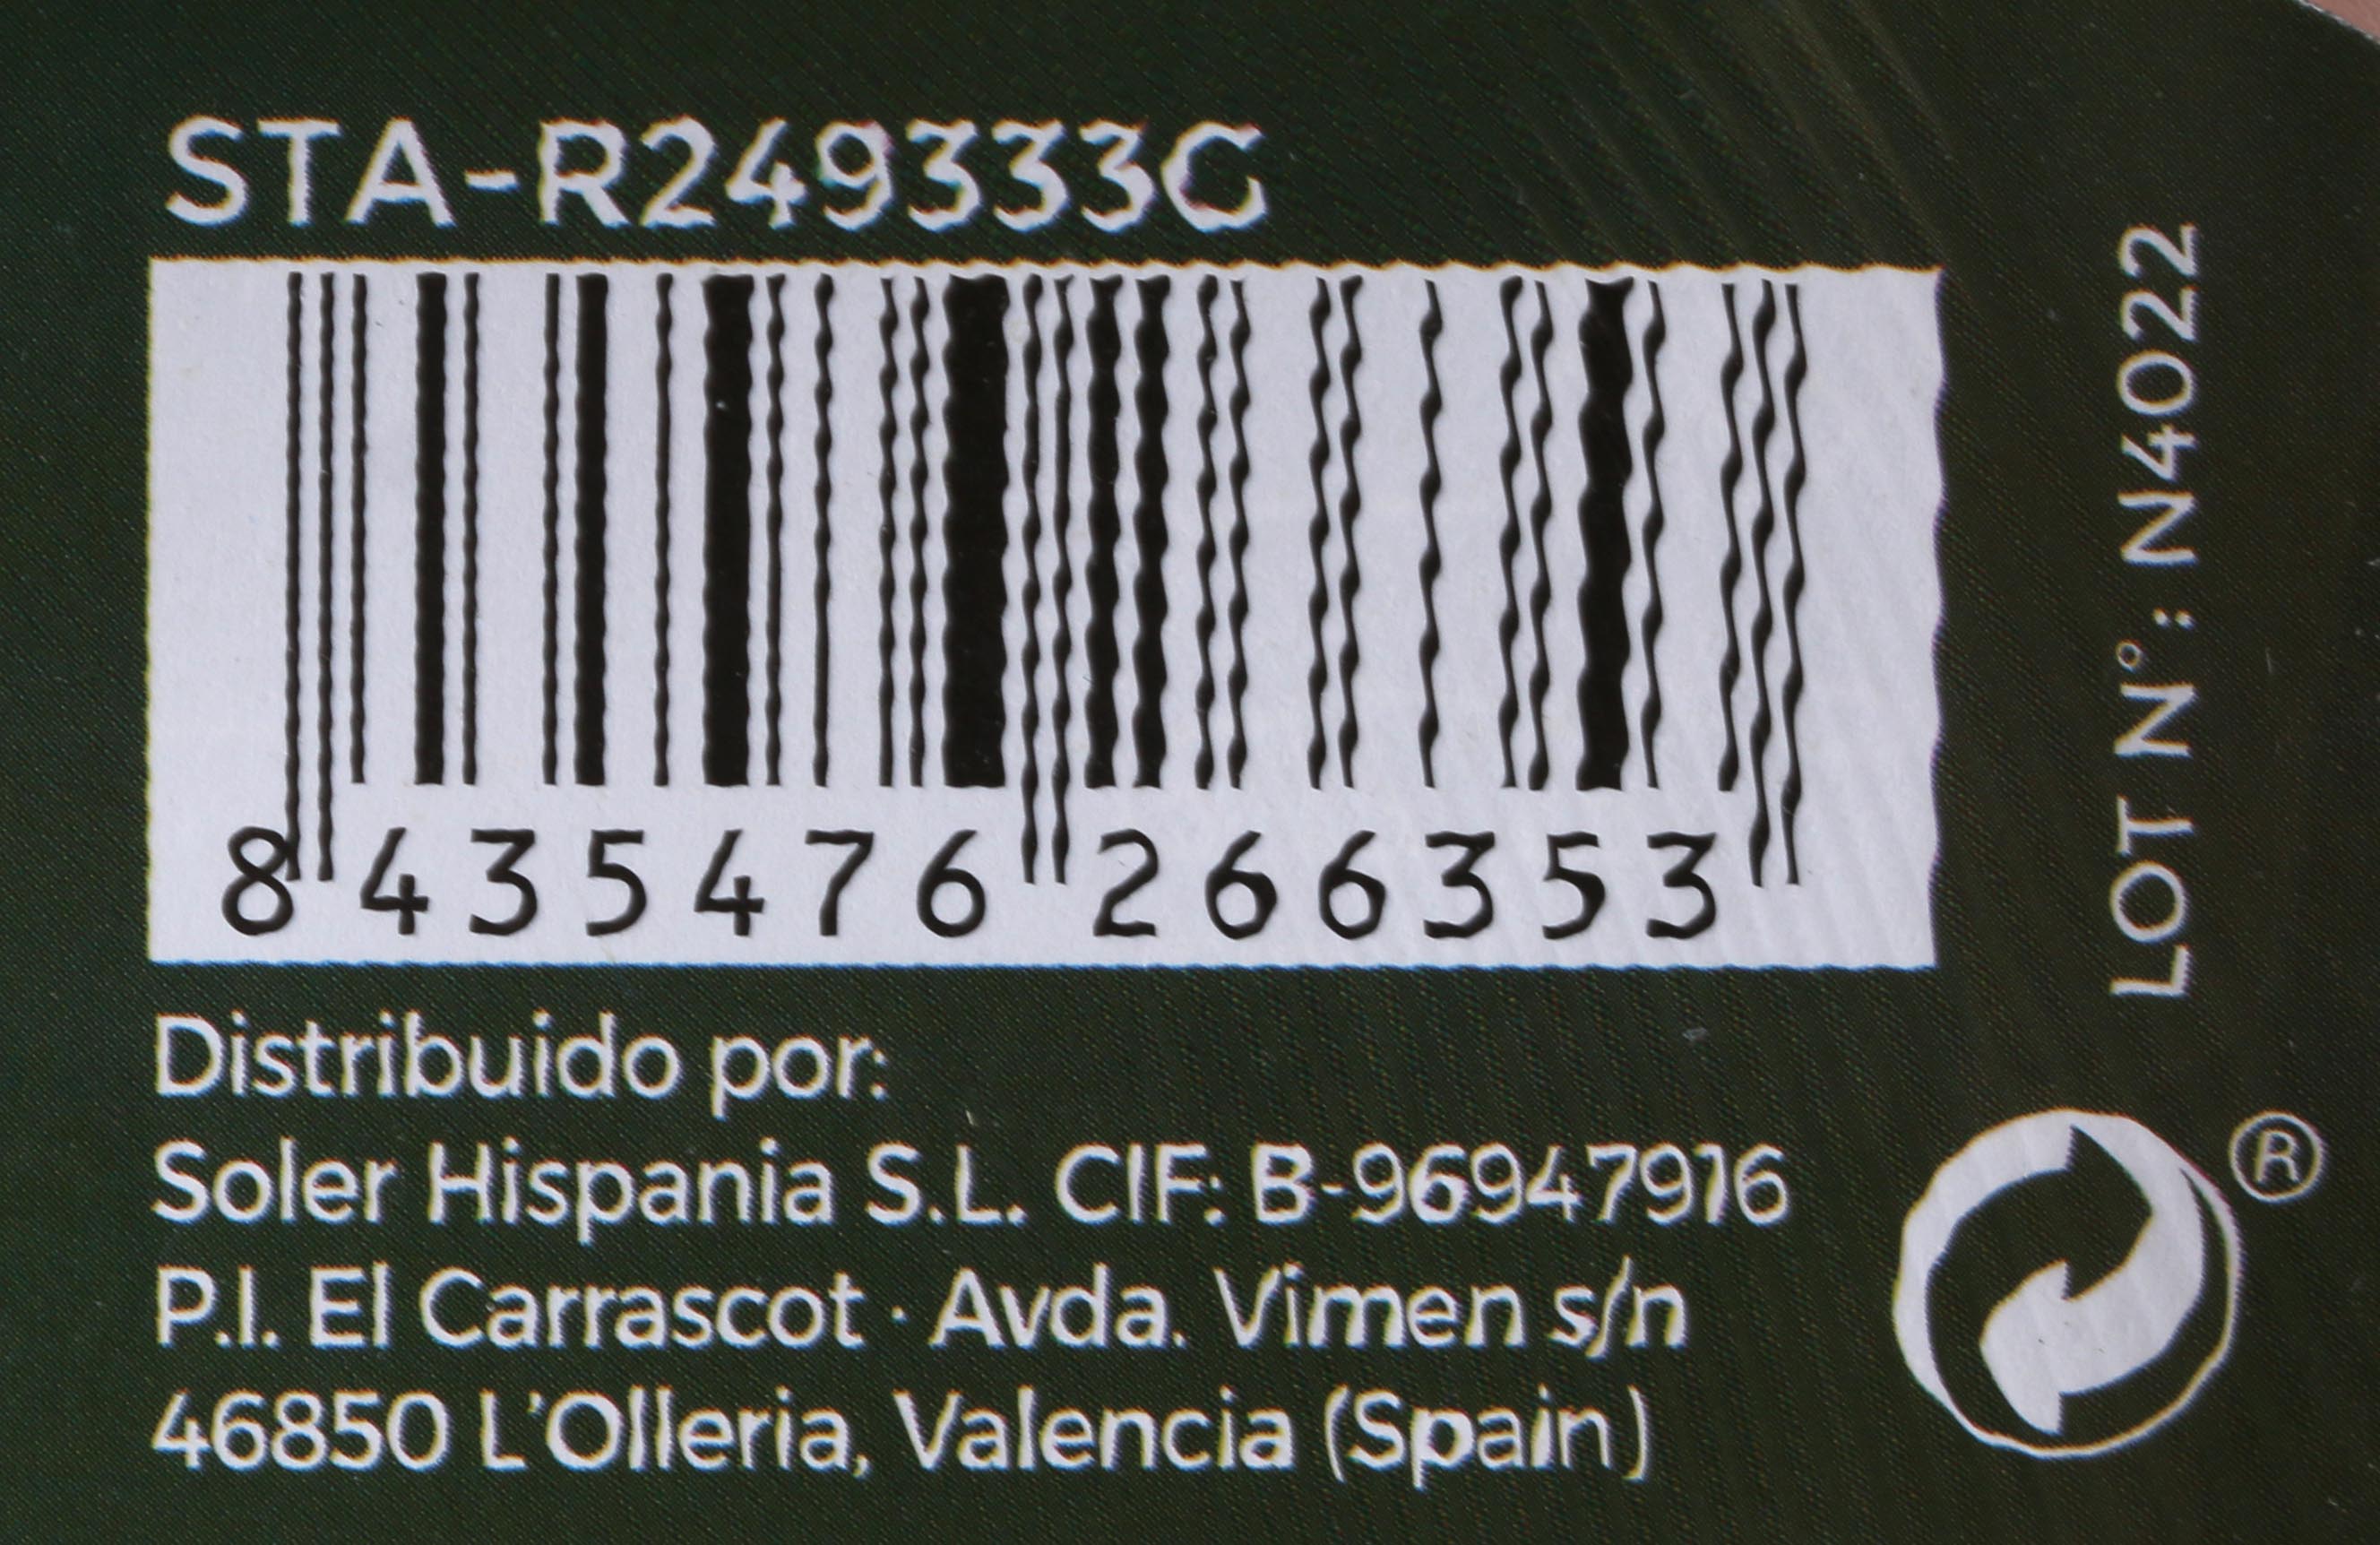 STA-R249333C
8 435476 266353
Distribuido por:
Soler Hispania S.L. CIF: B-96947916
P.I. El Carrascot · Avda. Vimen s/n
46850 L'Olleria, Valencia (Spain)
LOT Nº: N4022
®